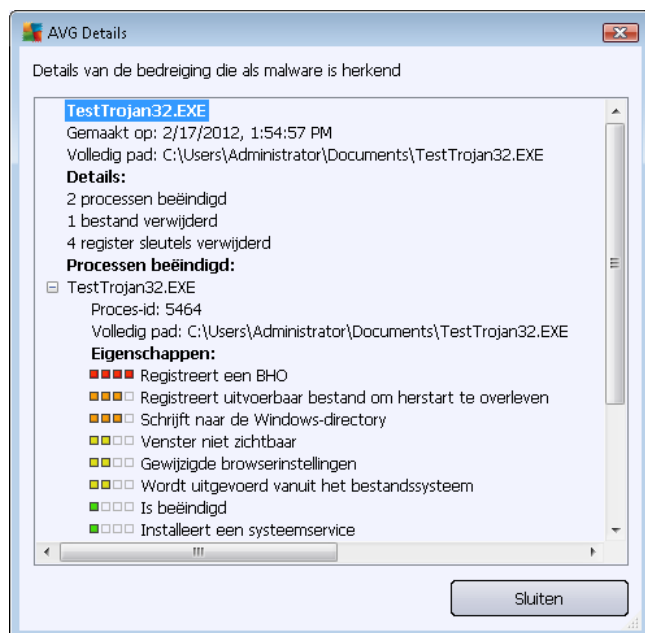 AVG Details
Details van de bedreiging die als malware is herkend
TestTrojan32.EXE
Gemaakt op: 2/17/2012, 1:54:57 PM
Volledig pad: C:\Users\Administrator\Documents\TestTrojan32.EXE
Details:
2 processen beëindigd
1 bestand verwijderd
4 register sleutels verwijderd
Processen beëindigd:
TestTrojan32.EXE
Proces-id: 5464
Volledig pad: C:\Users\Administrator\Documents\TestTrojan32.EXE
Eigenschappen:
Registreert een BHO
Registreert uitvoerbaar bestand om herstart te overleven
Schrijft naar de Windows-directory
Venster niet zichtbaar
Gewijzigde browserinstellingen
Wordt uitgevoerd vanuit het bestandssysteem
Is beëindigd
Installeert een systeemservice
Sluiten